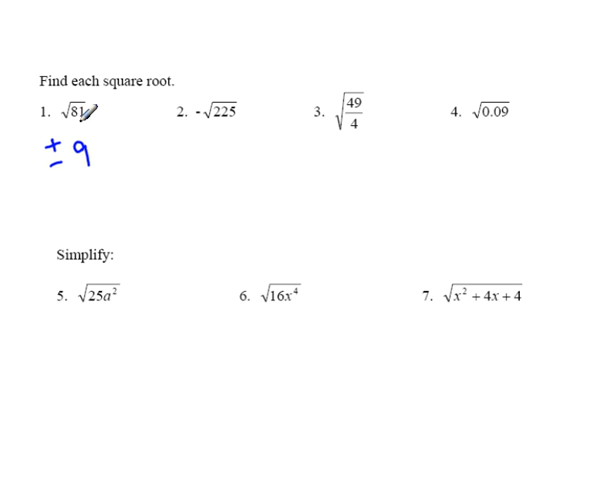 Find each square root.
1. √81 2. -√225 3. √49/4 4. √0.09
± 9
Simplify:
5. √25a² 6. √16x⁴ 7. √x² + 4x + 4